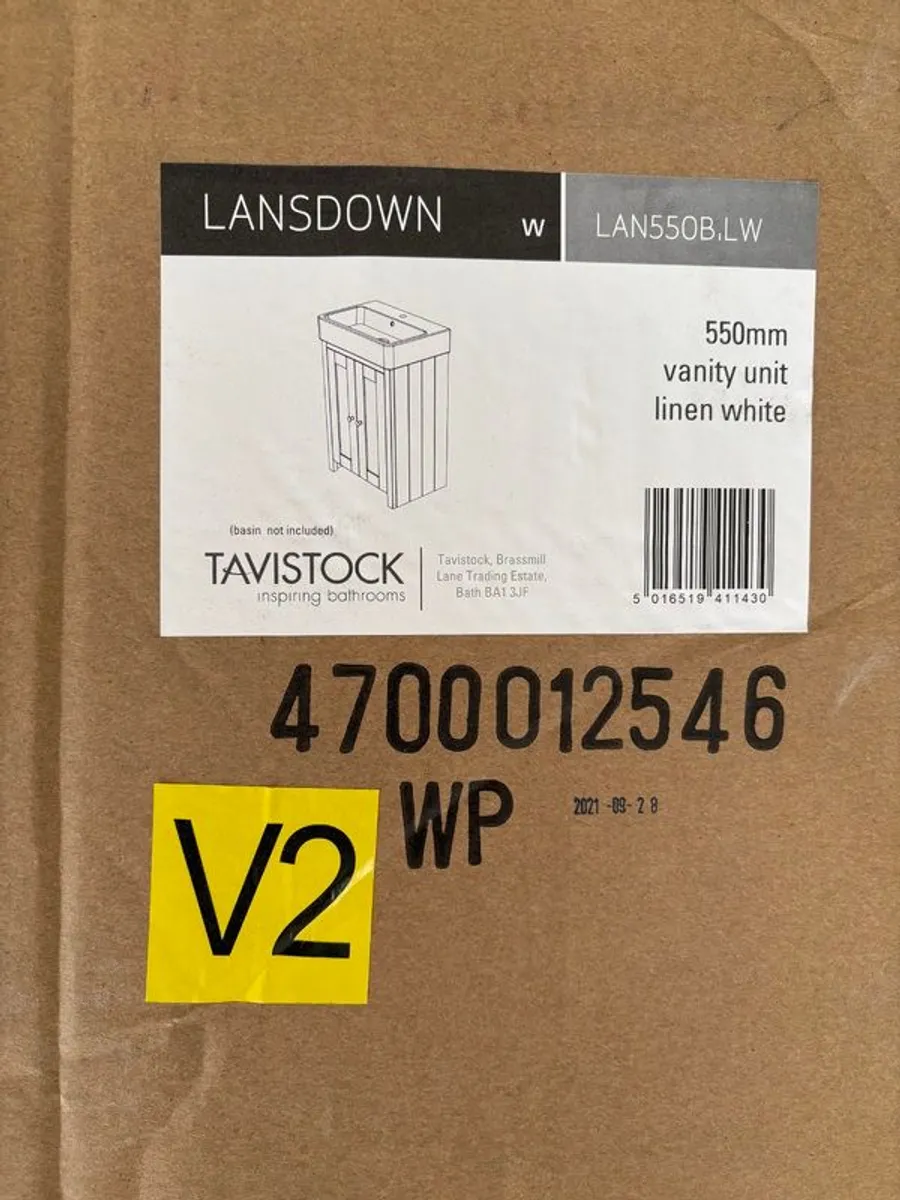 LANSDOWN W LAN550B.LW
550mm
vanity unit
linen white
(basin not included)
TAVISTOCK
inspiring bathrooms
Tavistock, Brassmill
Lane Trading Estate,
Bath BA1 3JF
5 016519 411430
4700012546
WP 2021-09-28
V2